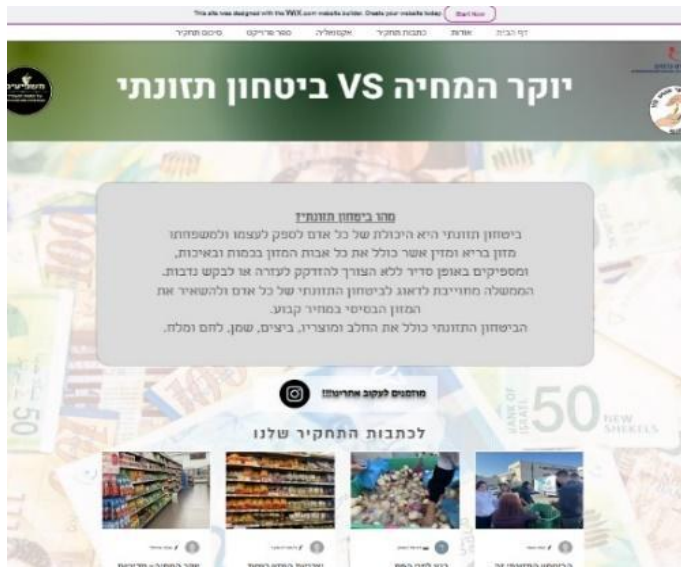 This site was designed with the WIX.com website builder. Create your website today. Start Now
דף הבית אודות כתבות תחקיר אקטואליה ספר פרוייקט סיכום תחקיר
יוקר המחיה VS ביטחון תזונתי
מהו ביטחון תזונתי?
ביטחון תזונתי היא היכולת של כל אדם לספק לעצמו ולמשפחתו
מזון בריא ומזין אשר כולל את כל אבות המזון בכמות ובאיכות,
ומספיקים באופן סדיר ללא הצורך להזדקק לעזרה או לבקש נדבות.
הממשלה מתוייבת לדאוג לביטחון התזונתי של כל אדם ולהשאיר את
המזון הבסיסי במחיר קבוע.
הביטחון התזונתי כולל את החלב ומוצריו, ביצים, שמן, לחם ומלח.
מוזמנים לעקוב אחרינו!!!
לכתבות התחקיר שלנו
50
BANK OF ISRAEL
50
NEW
SHEKELS